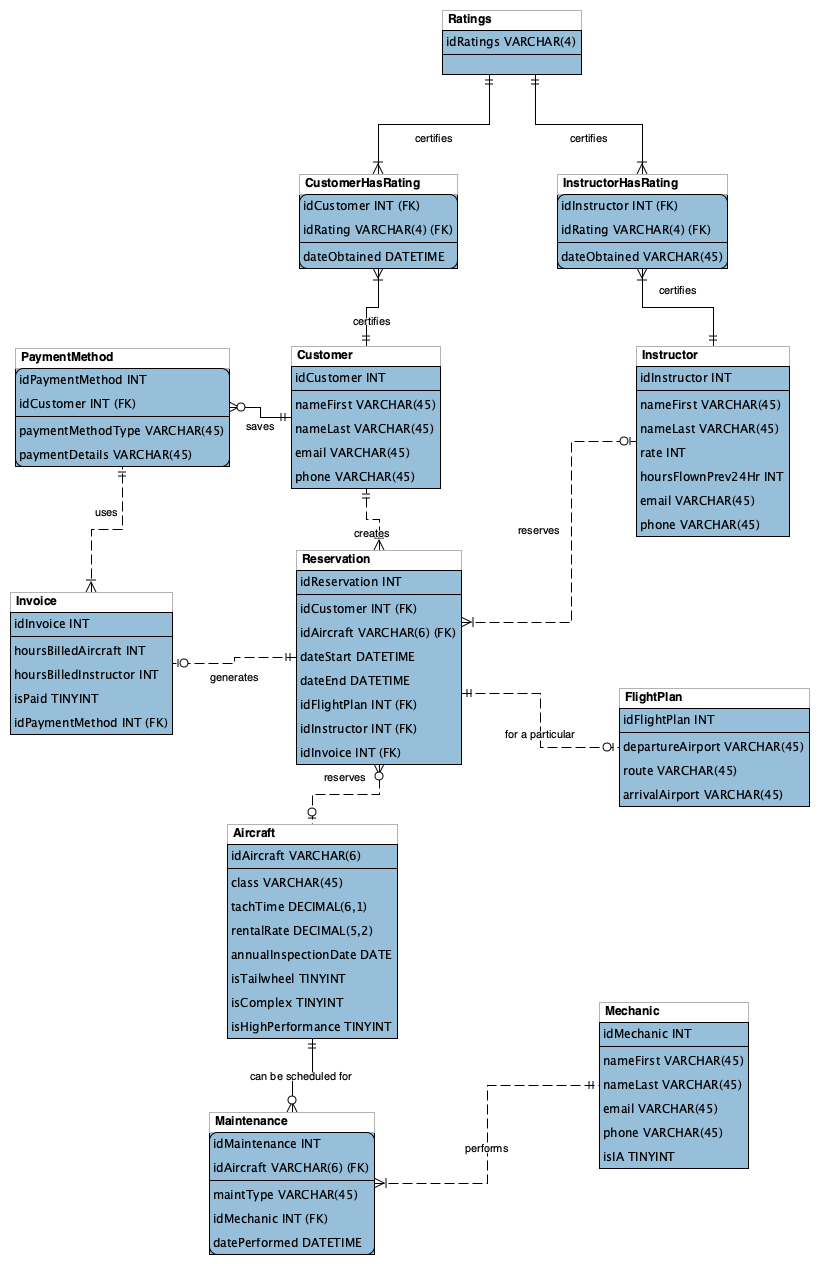 Ratings
idRatings VARCHAR(4)
certifies
certifies
CustomerHasRating
idCustomer INT (FK)
idRating VARCHAR(4) (FK)
dateObtained DATETIME
InstructorHasRating
idInstructor INT (FK)
idRating VARCHAR(4) (FK)
dateObtained VARCHAR(45)
certifies
certifies
PaymentMethod
idPaymentMethod INT
idCustomer INT (FK)
paymentMethodType VARCHAR(45)
paymentDetails VARCHAR(45)
saves
Customer
idCustomer INT
nameFirst VARCHAR(45)
nameLast VARCHAR(45)
email VARCHAR(45)
phone VARCHAR(45)
Instructor
idInstructor INT
nameFirst VARCHAR(45)
nameLast VARCHAR(45)
rate INT
hoursFlownPrev24Hr INT
email VARCHAR(45)
phone VARCHAR(45)
uses
creates
reserves
Invoice
idInvoice INT
hoursBilledAircraft INT
hoursBilledInstructor INT
isPaid TINYINT
idPaymentMethod INT (FK)
generates
Reservation
idReservation INT
idCustomer INT (FK)
idAircraft VARCHAR(6) (FK)
dateStart DATETIME
dateEnd DATETIME
idFlightPlan INT (FK)
idInstructor INT (FK)
idInvoice INT (FK)
for a particular
FlightPlan
idFlightPlan INT
departureAirport VARCHAR(45)
route VARCHAR(45)
arrivalAirport VARCHAR(45)
reserves
Aircraft
idAircraft VARCHAR(6)
class VARCHAR(45)
tachTime DECIMAL(6,1)
rentalRate DECIMAL(5,2)
annualInspectionDate DATE
isTailwheel TINYINT
isComplex TINYINT
isHighPerformance TINYINT
can be scheduled for
Mechanic
idMechanic INT
nameFirst VARCHAR(45)
nameLast VARCHAR(45)
email VARCHAR(45)
phone VARCHAR(45)
isIA TINYINT
performs
Maintenance
idMaintenance INT
idAircraft VARCHAR(6) (FK)
maintType VARCHAR(45)
idMechanic INT (FK)
datePerformed DATETIME